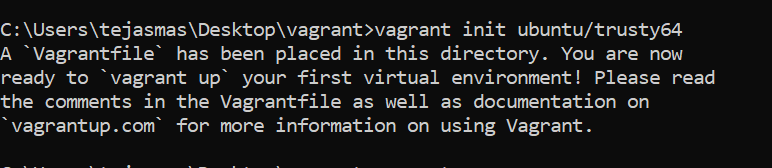 C:\Users\tejasmas\Desktop\vagrant>vagrant init ubuntu/trusty64
A `Vagrantfile` has been placed in this directory. You are now
ready to `vagrant up` your first virtual environment! Please read
the comments in the Vagrantfile as well as documentation on
`vagrantup.com` for more information on using Vagrant.